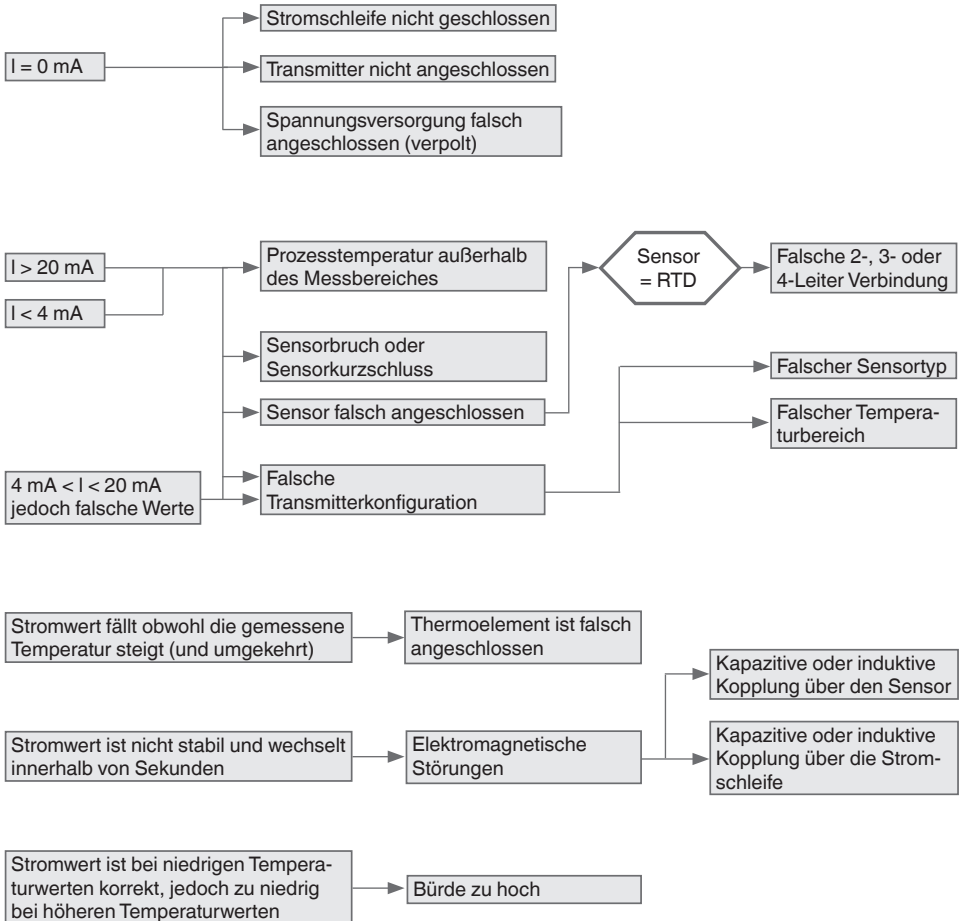 Stromschleife nicht geschlossen
I = 0 mA
Transmitter nicht angeschlossen
Spannungsversorgung falsch
angeschlossen (verpolt)
I > 20 mA
I < 4 mA
Prozesstemperatur außerhalb
des Messbereiches
Sensor
= RTD
Falsche 2-, 3- oder
4-Leiter Verbindung
Sensorbruch oder
Sensorkurzschluss
Falscher Sensortyp
Sensor falsch angeschlossen
Falscher Tempera-
turbereich
4 mA < I < 20 mA
jedoch falsche Werte
Falsche
Transmitterkonfiguration
Stromwert fällt obwohl die gemessene
Temperatur steigt (und umgekehrt)
Thermoelement ist falsch
angeschlossen
Stromwert ist nicht stabil und wechselt
innerhalb von Sekunden
Elektromagnetische
Störungen
Kapazitive oder induktive
Kopplung über den Sensor
Kapazitive oder induktive
Kopplung über die Strom-
schleife
Stromwert ist bei niedrigen Tempera-
turwerten korrekt, jedoch zu niedrig
bei höheren Temperaturwerten
Bürde zu hoch